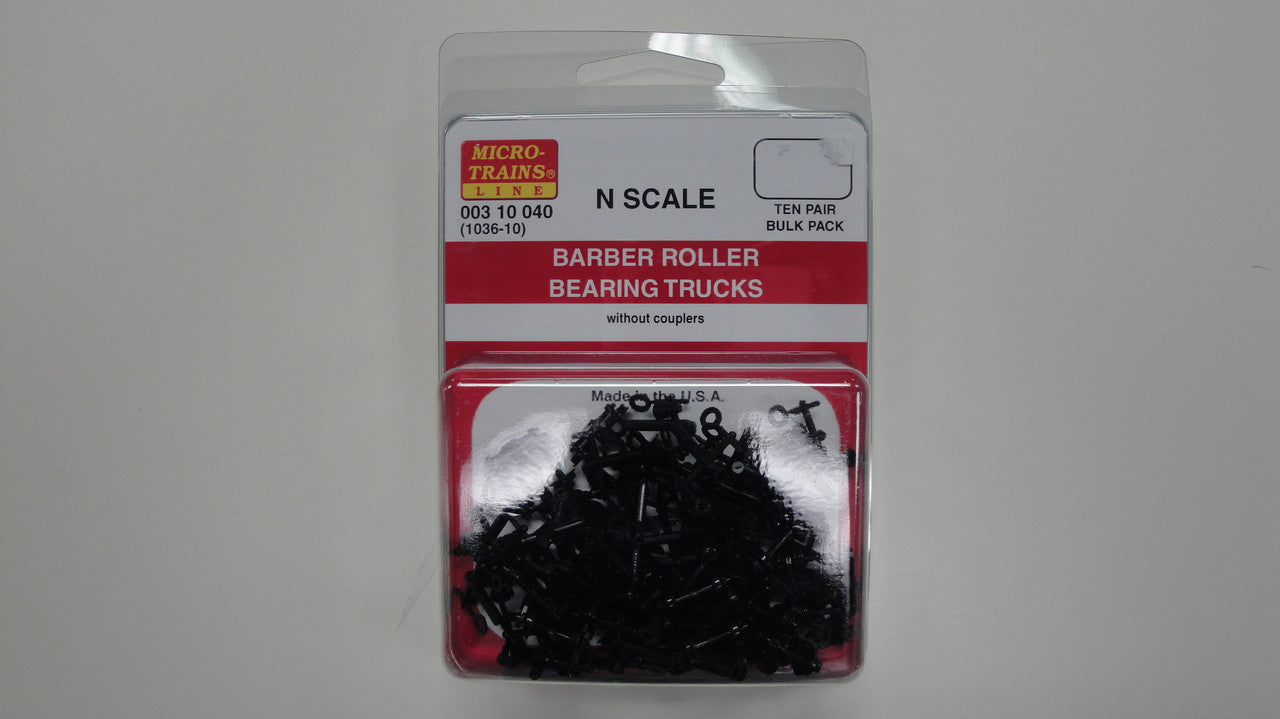 MICRO-
TRAINS®
LINE
003 10 040
(1036-10)
N SCALE
TEN PAIR
BULK PACK
BARBER ROLLER
BEARING TRUCKS
without couplers
Made in the U.S.A.